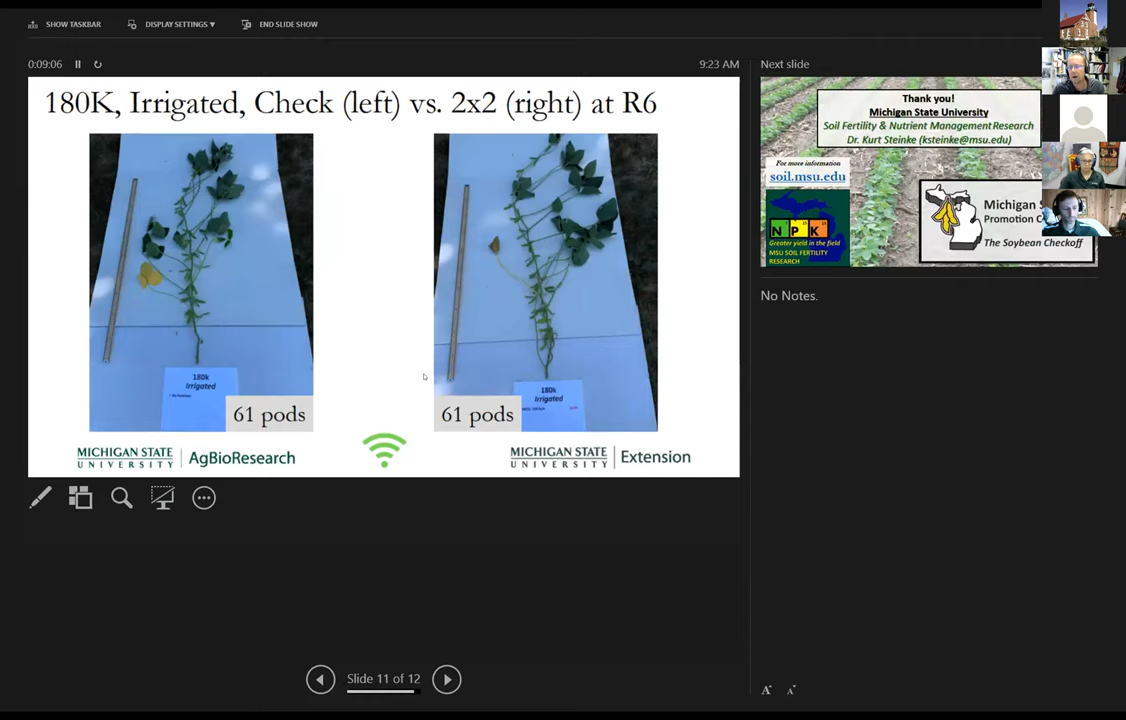 SHOW TASKBAR
DISPLAY SETTINGS ▼
END SLIDE SHOW
0:09:06
9:23 AM
180K, Irrigated, Check (left) vs. 2x2 (right) at R6
180k
Irrigated
61 pods
180k
Irrigated
61 pods
MICHIGAN STATE
UNIVERSITY
AgBioResearch
MICHIGAN STATE
UNIVERSITY
Extension
Slide 11 of 12
Next slide
Thank you!
Michigan State University
Soil Fertility & Nutrient Management Research
Dr. Kurt Steinke (ksteinke@msu.edu)
For more information
soil.msu.edu
N P K
Greater yield in the field
MSU SOIL FERTILITY
RESEARCH
Michigan S
Promotion C
The Soybean Checkoff
No Notes.
A
A